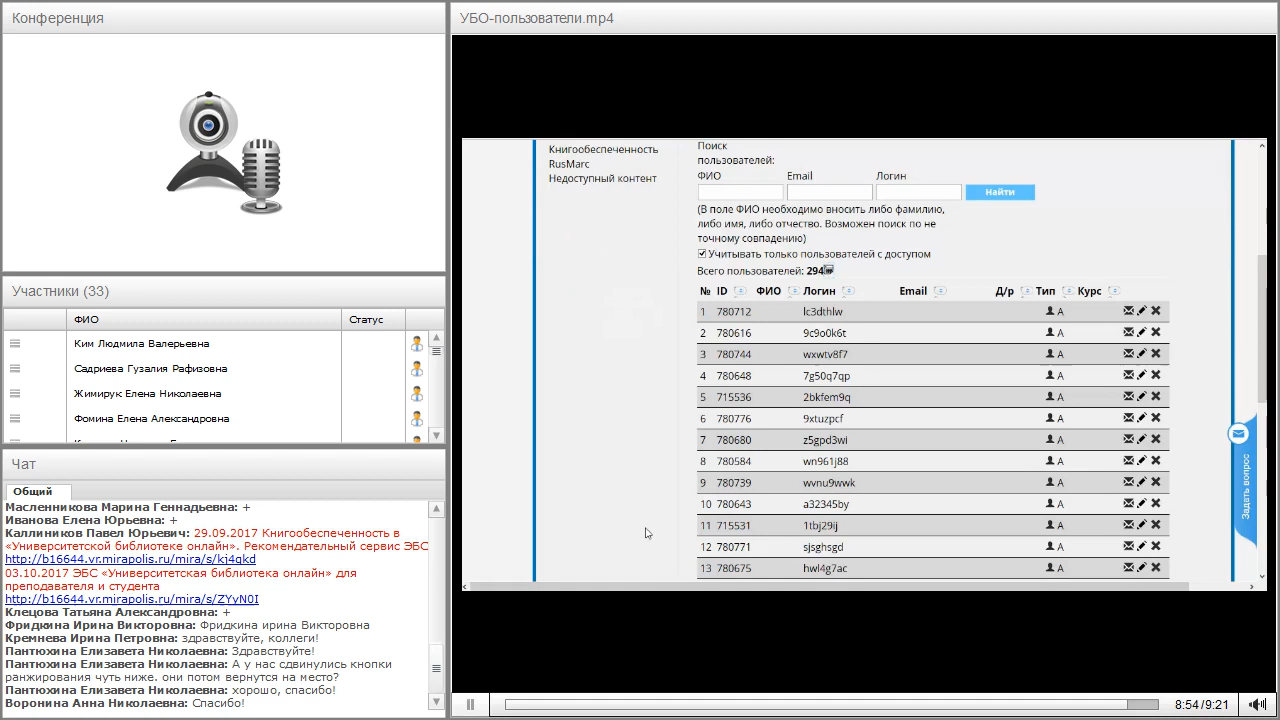 Конференция
Участники (33)
ФИО
Статус
Ким Людмила Валерьевна
Садриева Гузалия Рафизовна
Жимирук Елена Николаевна
Фомина Елена Александровна
Чат
Общий
Масленникова Марина Геннадьевна: +
Иванова Елена Юрьевна: +
Каллиников Павел Юрьевич: 29.09.2017 Книгообеспеченность в
«Университетской библиотеке онлайн». Рекомендательный сервис ЭБС
http://b16644.vr.mirapolis.ru/mira/s/kj4qkd
03.10.2017 ЭБС «Университетская библиотека онлайн» для
преподавателя и студента
http://b16644.vr.mirapolis.ru/mira/s/ZYyN0I
Клецова Татьяна Александровна: +
Фридкина Ирина Викторовна: Фридкина ирина Викторовна
Кремнева Ирина Петровна: здравствуйте, коллеги!
Пантюхина Елизавета Николаевна: Здравствуйте!
Пантюхина Елизавета Николаевна: А у нас сдвинулись кнопки
ранжирования чуть ниже. они потом вернутся на место?
Пантюхина Елизавета Николаевна: хорошо, спасибо!
Воронина Анна Николаевна: Спасибо!
УБО-пользователи.mp4
Книгообеспеченность
RusMarc
Недоступный контент
Поиск
пользователей:
ФИО Email Логин
Найти
(В поле ФИО необходимо вносить либо фамилию,
либо имя, либо отчество. Возможен поиск по не
точному совпадению)
Учитывать только пользователей с доступом
Всего пользователей: 294
№ ID ФИО Логин Email Д/р Тип Курс
1 780712 lc3dthlw A
2 780616 9c9o0k6t A
3 780744 wxwtv8f7 A
4 780648 7g50q7qp A
5 715536 2bkfem9q A
6 780776 9xtuzpcf A
7 780680 z5gpd3wi A
8 780584 wn961j88 A
9 780739 wvnu9wwk A
10 780643 a32345by A
11 715531 1tbj29ij A
12 780771 sjsghsgd A
13 780675 hwl4g7ac A
Задать вопрос
8:54/9:21